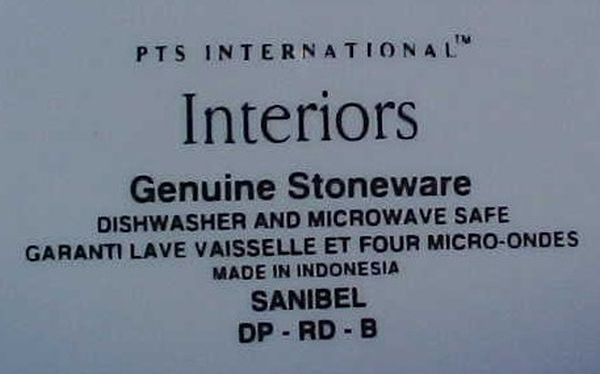 PTS INTERNATIONAL™
Interiors
Genuine Stoneware
DISHWASHER AND MICROWAVE SAFE
GARANTI LAVE VAISSELLE ET FOUR MICRO-ONDES
MADE IN INDONESIA
SANIBEL
DP - RD - B